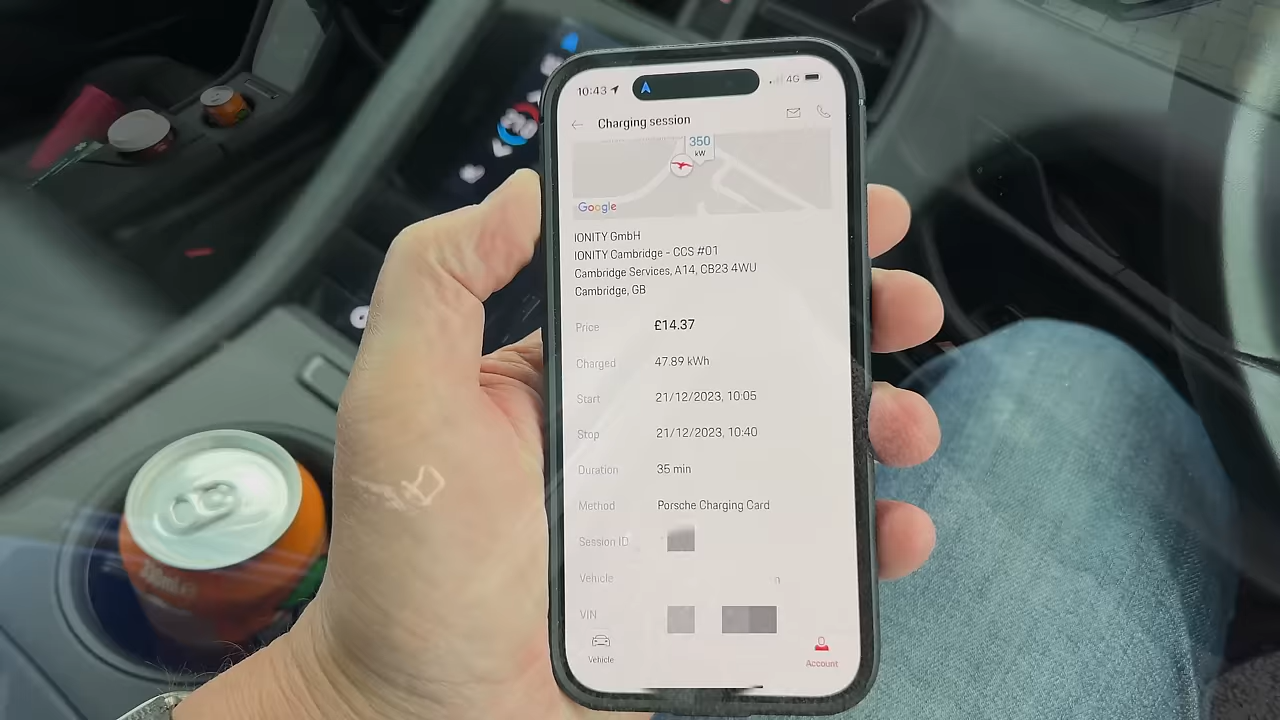 10:43
4G
Charging session
350
kW
Google
IONITY GmbH
IONITY Cambridge - CCS #01
Cambridge Services, A14, CB23 4WU
Cambridge, GB
Price £14.37
Charged 47.89 kWh
Start 21/12/2023, 10:05
Stop 21/12/2023, 10:40
Duration 35 min
Method Porsche Charging Card
Session ID
Vehicle n
VIN
Vehicle Account